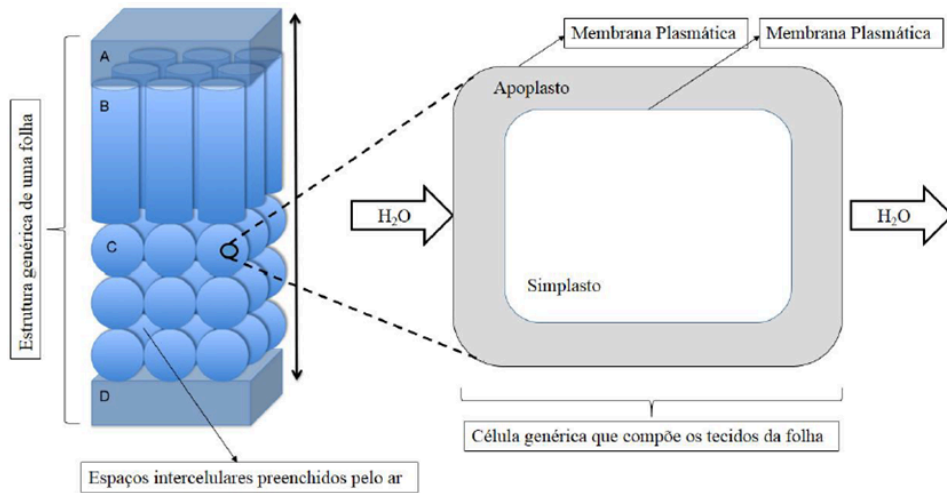 Membrana Plasmática
Membrana Plasmática
A
B
C
D
Estrutura genérica de uma folha
Apoplasto
H₂O
H₂O
Simplasto
Célula genérica que compõe os tecidos da folha
Espaços intercelulares preenchidos pelo ar